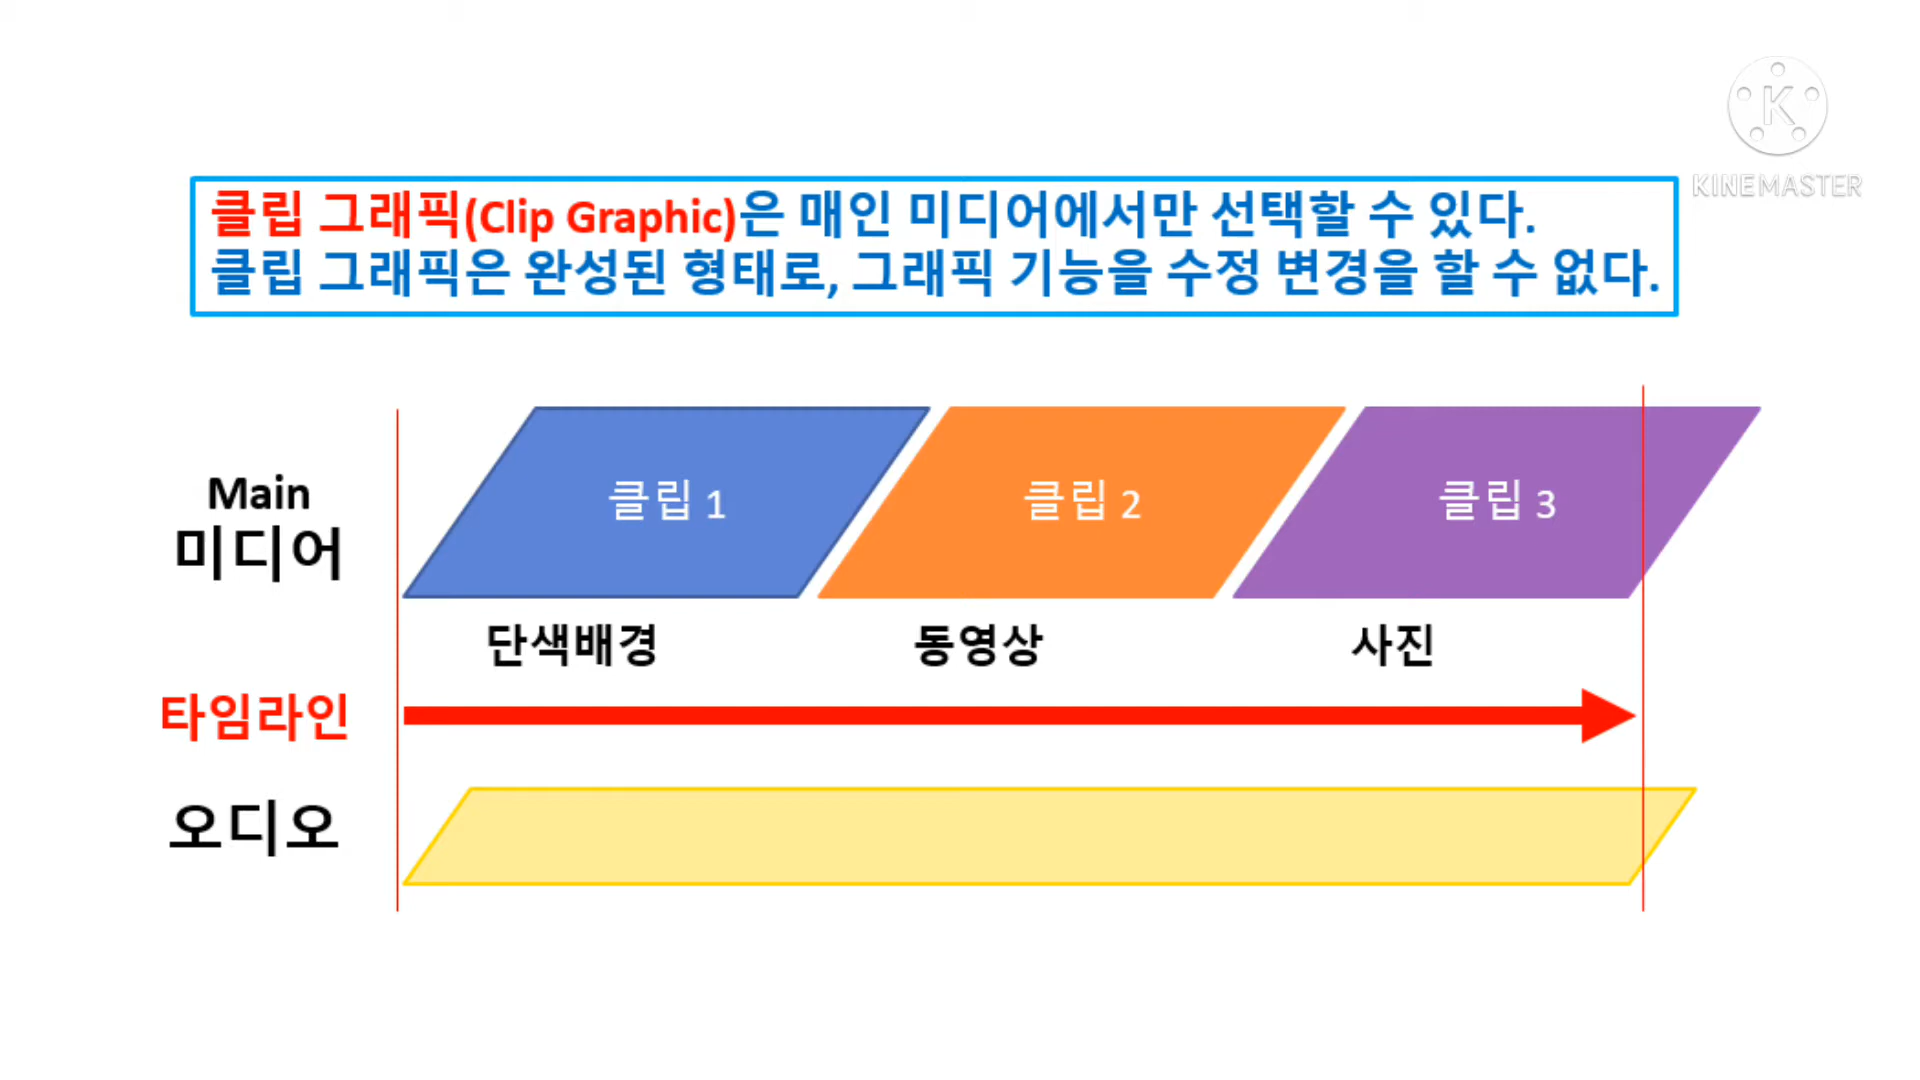 KINEMASTER
클립 그래픽(Clip Graphic)은 매인 미디어에서만 선택할 수 있다.
클립 그래픽은 완성된 형태로, 그래픽 기능을 수정 변경을 할 수 없다.
Main
미디어
클립 1
클립 2
클립 3
단색배경
동영상
사진
타임라인
오디오